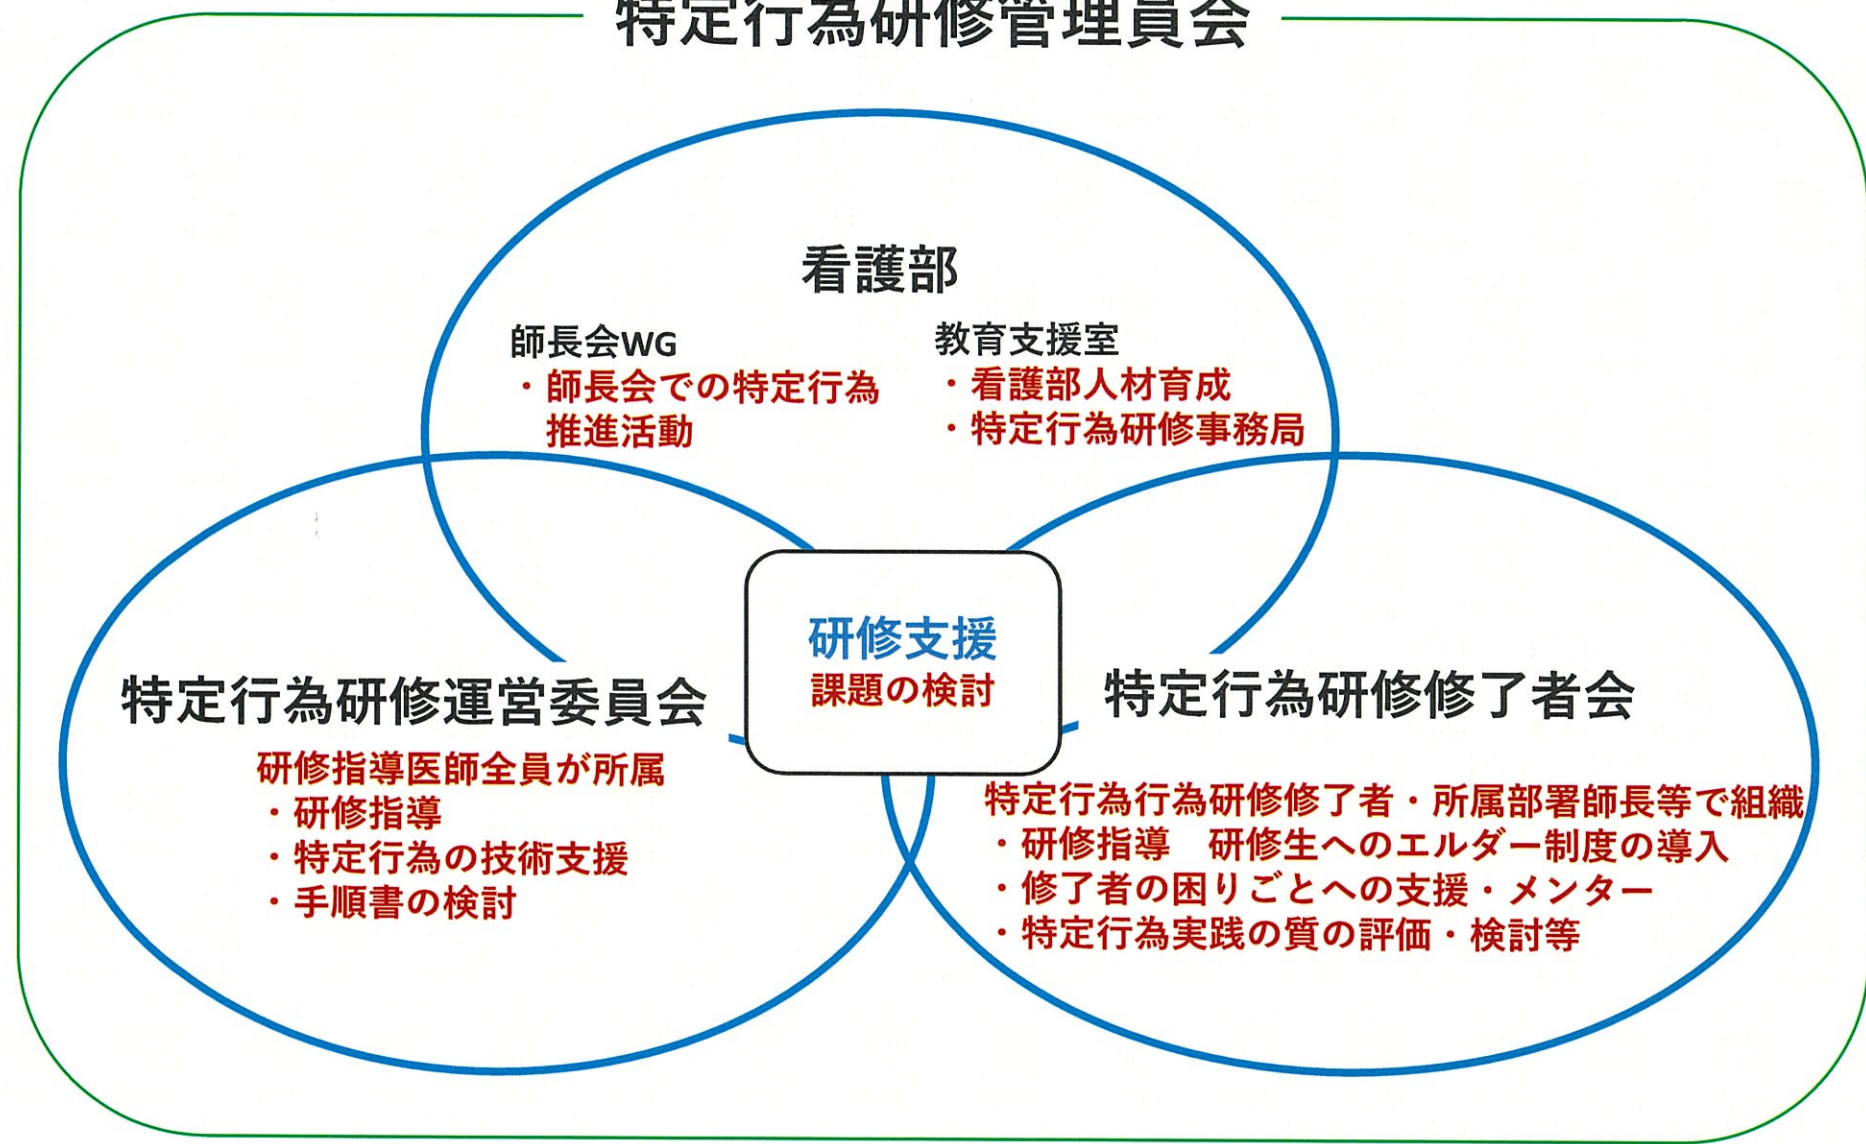 特定行為研修管理員会
看護部
師長会WG
・師長会での特定行為
推進活動
教育支援室
・看護部人材育成
・特定行為研修事務局
研修支援
課題の検討
特定行為研修運営委員会
研修指導医師全員が所属
・研修指導
・特定行為の技術支援
・手順書の検討
特定行為研修修了者会
特定行為行為研修修了者・所属部署師長等で組織
・研修指導　研修生へのエルダー制度の導入
・修了者の困りごとへの支援・メンター
・特定行為実践の質の評価・検討等